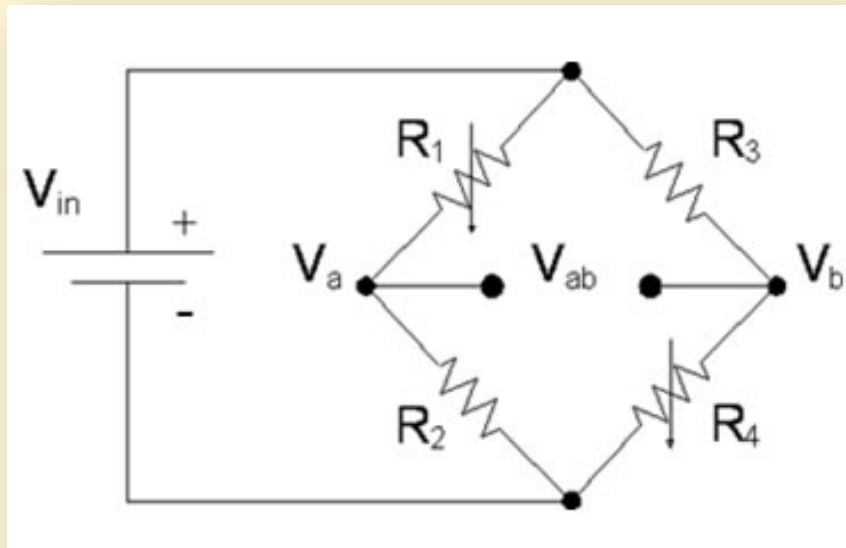 R₁
R₃
Vᵢₙ
+
Vₐ
Vₐb
Vb
-
R₂
R₄